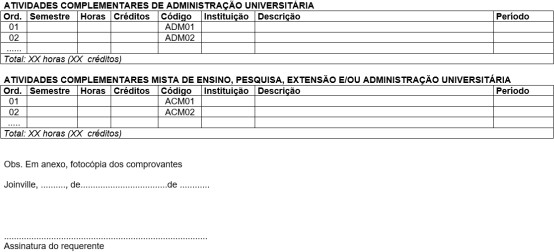 ATIVIDADES COMPLEMENTARES DE ADMINISTRAÇÃO UNIVERSITÁRIA
Ord. Semestre Horas Créditos Código Instituição Descrição Período
01 ADM01
02 ADM02
......
Total: XX horas (XX créditos)
ATIVIDADES COMPLEMENTARES MISTA DE ENSINO, PESQUISA, EXTENSÃO E/OU ADMINISTRAÇÃO UNIVERSITÁRIA
Ord. Semestre Horas Créditos Código Instituição Descrição Período
01 ACM01
02 ACM02
.....
Total: XX horas (XX créditos)
Obs. Em anexo, fotocópia dos comprovantes
Joinville, .........., de...................................de ............
....................................................................................
Assinatura do requerente